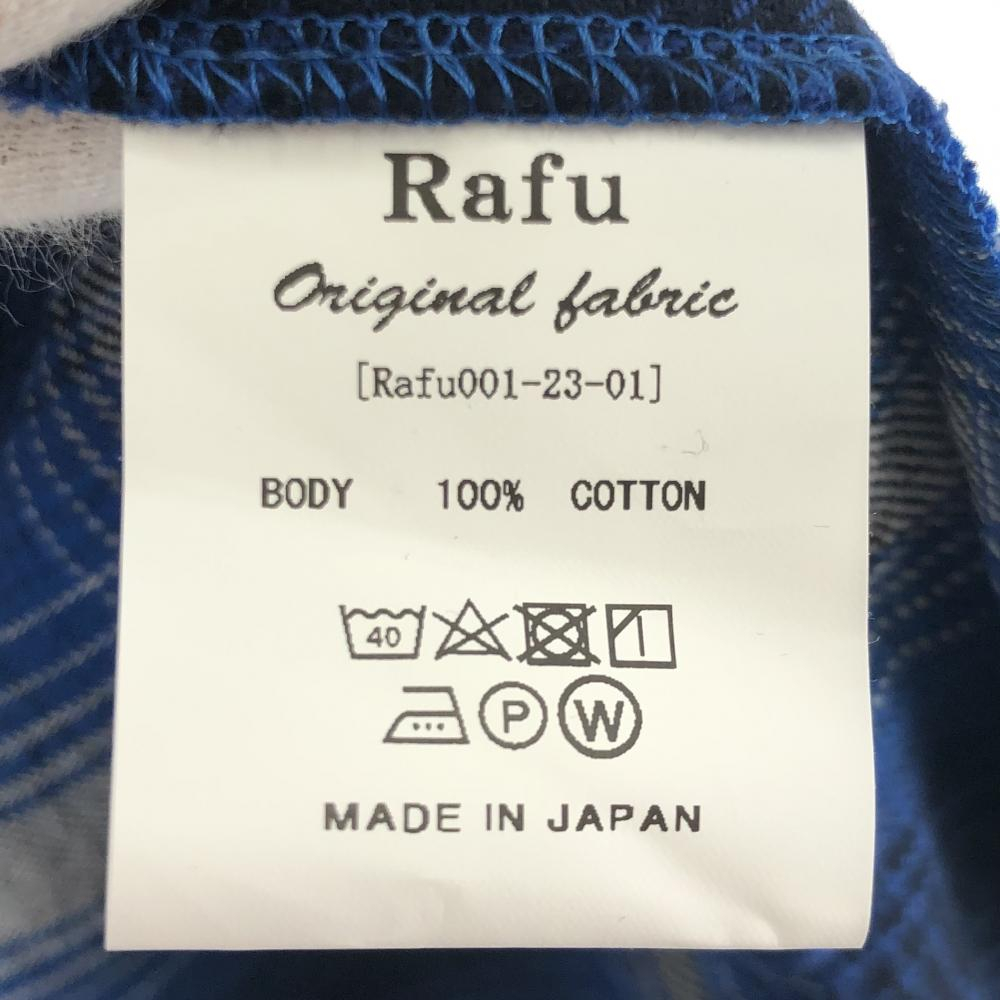 Rafu
Original fabric
[Rafu001-23-01]
BODY 100% COTTON
40
P W
MADE IN JAPAN